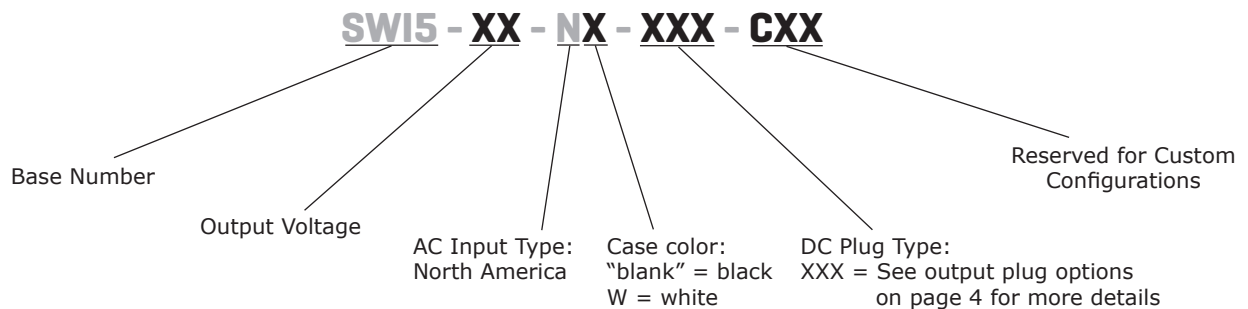 SWI5 - XX - NX - XXX - CXX
Base Number
Output Voltage
AC Input Type:
North America
Case color:
“blank” = black
W = white
DC Plug Type:
XXX = See output plug options
on page 4 for more details
Reserved for Custom
Configurations